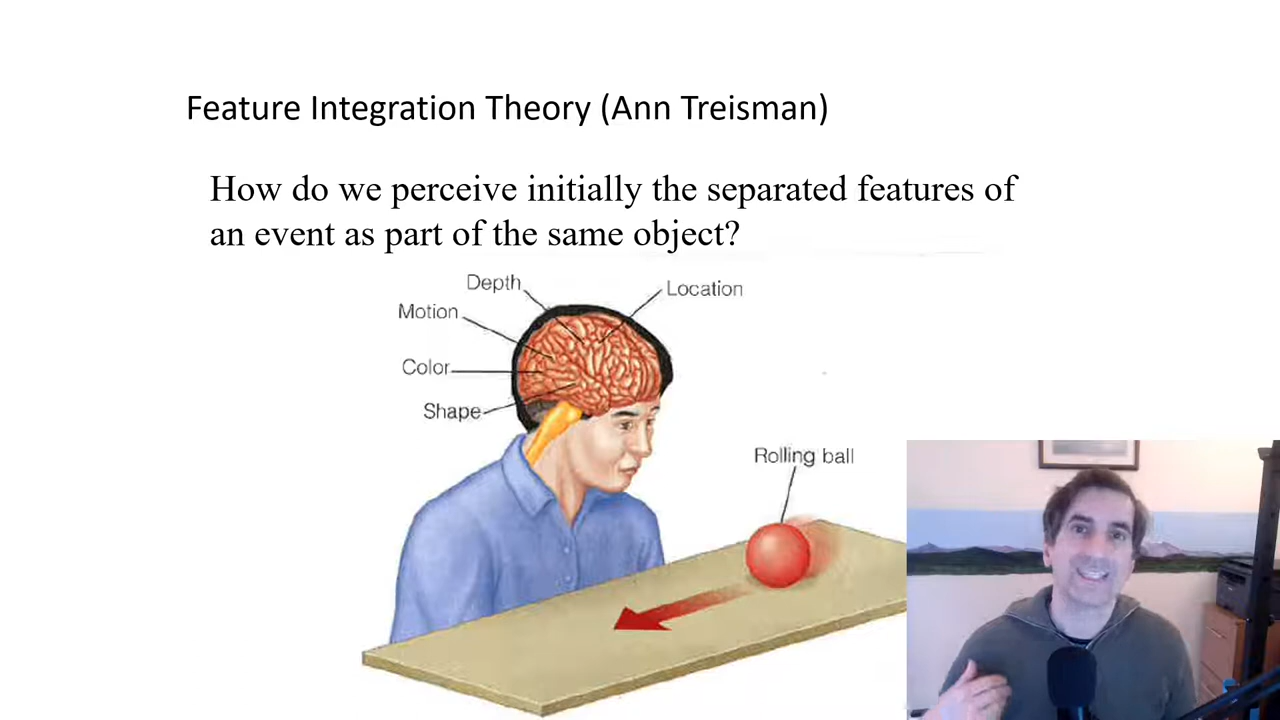 Feature Integration Theory (Ann Treisman)
How do we perceive initially the separated features of
an event as part of the same object?
Depth
Location
Motion
Color
Shape
Rolling ball